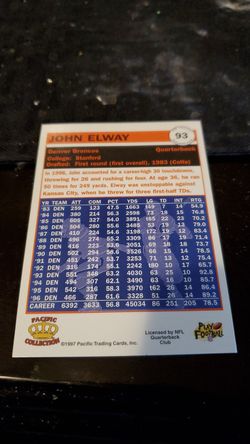 JOHN ELWAY 93
Denver Broncos Quarterback
College: Stanford
Drafted: First round (first overall), 1983 (Colts)
In 1996, John accounted for a career-high 30 touchdowns,
throwing for 26 and rushing for four. At age 36, he ran
50 times for 249 yards. Elway was unstoppable against
Kansas City, when he threw for three first-half TDs.
YR TEAM ATT COM PCT YDS LG TD INT RTG
'83 DEN 259 123 47.5 1663 t49 7 14 54.9
'84 DEN 380 214 56.3 2598 73 18 15 76.8
'85 DEN 605 327 54.0 3891 t65 22 23 70.2
'86 DEN 504 280 55.6 3485 53 19 13 79.0
'87 DEN 410 224 54.6 3198 t72 19 12 83.4
'88 DEN 496 274 55.2 3309 86 17 19
'89 DEN 416 223 53.6 3051 69 18 18 73.7
'90 DEN 502 294 58.6 3526 66 15 14 78.5
'91 DEN 451 242 53.7 3253 71 13 12 75.4
'92 DEN 316 174 55.1 2242 t80 10 17 65.7
'93 DEN 551 348 63.2 4030 63 25 10 92.8
'94 DEN 494 307 62.1 3490 63 16 10 85.7
'95 DEN 542 316 58.3 3970 t62 26 14 86.4
'96 DEN 466 287 61.6 3328 51 26 14 89.2
CAREER 6392 3633 56.8 45034 86 251 205 78.5
PACIFIC
COLLECTION
©1997 Pacific Trading Cards, Inc.
Licensed by NFL
Quarterback
Club
PLAY
FOOTBALL